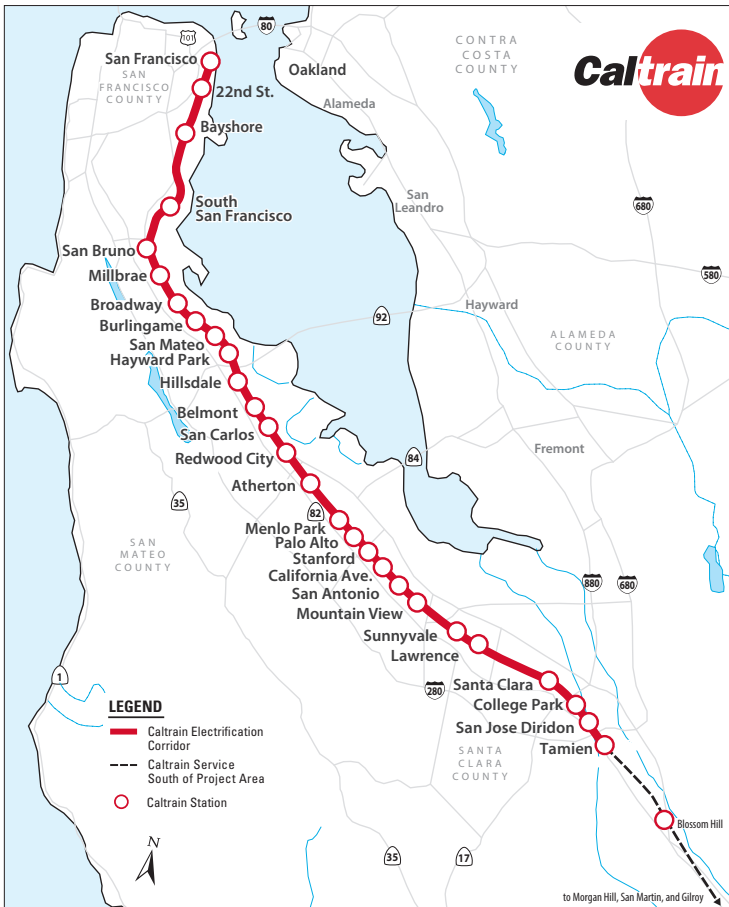 101
80
San Francisco
SAN
FRANCISCO
COUNTY
22nd St.
Bayshore
South
San Francisco
San Bruno
Millbrae
Broadway
Burlingame
San Mateo
Hayward Park
Hillsdale
Belmont
San Carlos
Redwood City
Atherton
Menlo Park
Palo Alto
Stanford
California Ave.
San Antonio
Mountain View
Sunnyvale
Lawrence
Santa Clara
College Park
San Jose Diridon
Tamien
Blossom Hill
to Morgan Hill, San Martin, and Gilroy
Oakland
Alameda
CONTRA
COSTA
COUNTY
Caltrain
San
Leandro
680
580
Hayward
92
ALAMEDA
COUNTY
Fremont
84
82
35
SAN
MATEO
COUNTY
880
680
1
280
SANTA
CLARA
COUNTY
35
17
LEGEND
Caltrain Electrification
Corridor
Caltrain Service
South of Project Area
Caltrain Station
N